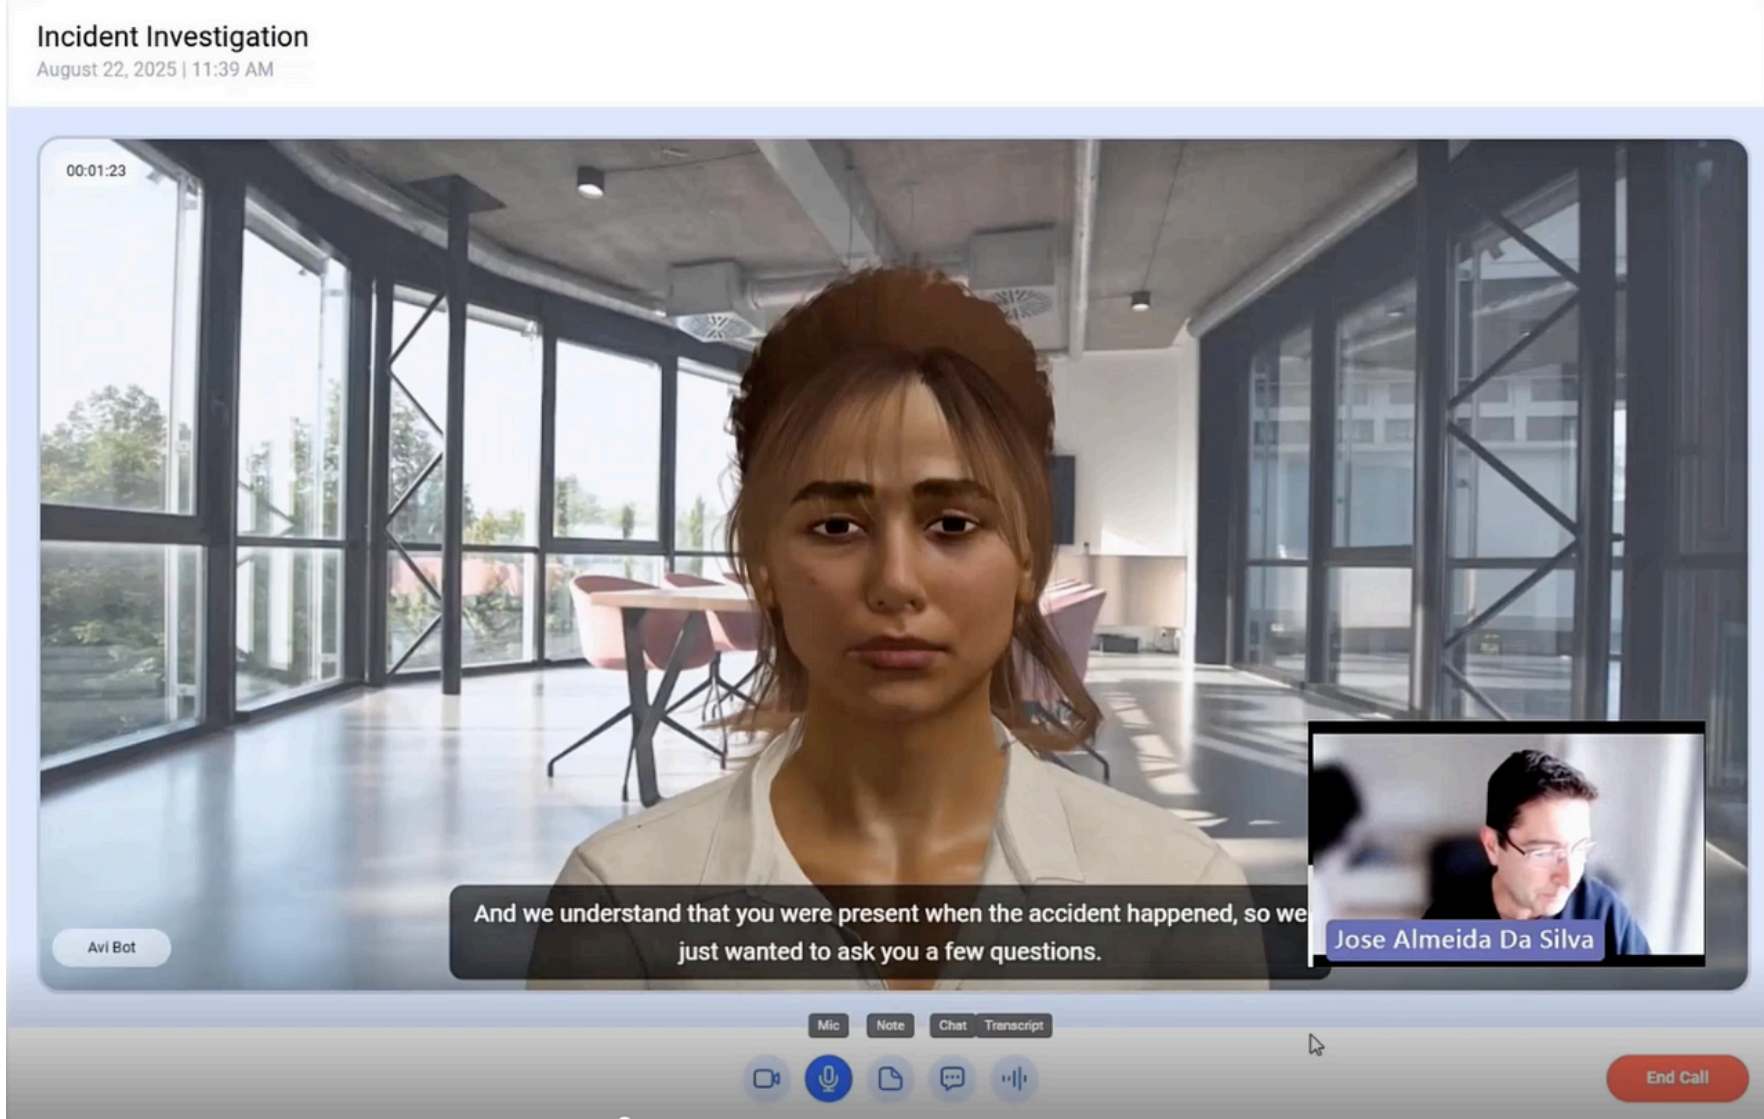 Incident Investigation
August 22, 2025 | 11:39 AM
00:01:23
And we understand that you were present when the accident happened, so we
just wanted to ask you a few questions.
Avi Bot
Jose Almeida Da Silva
Mic
Note
Chat
Transcript
End Call